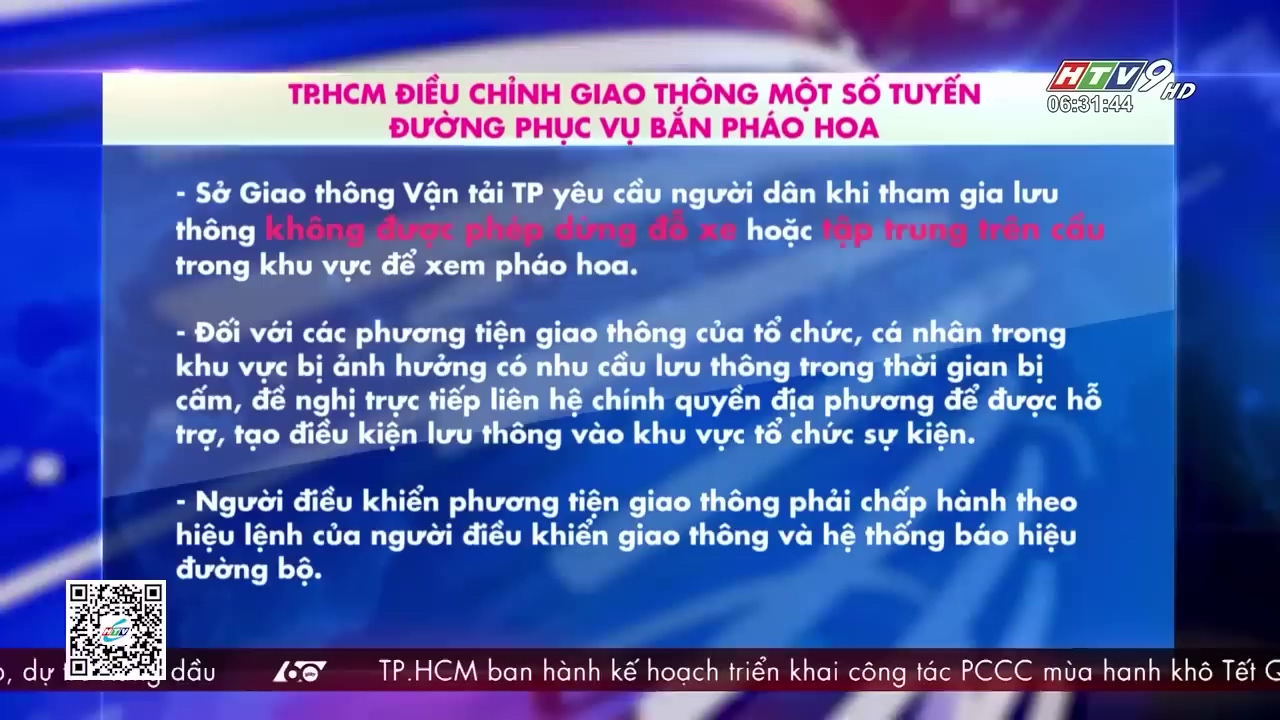 TP.HCM ĐIỀU CHỈNH GIAO THÔNG MỘT SỐ TUYẾN
ĐƯỜNG PHỤC VỤ BẮN PHÁO HOA
HTV9 HD
06:31:44
- Sở Giao thông Vận tải TP yêu cầu người dân khi tham gia lưu
thông không được phép dừng đỗ xe hoặc tập trung trên cầu
trong khu vực để xem pháo hoa.
- Đối với các phương tiện giao thông của tổ chức, cá nhân trong
khu vực bị ảnh hưởng có nhu cầu lưu thông trong thời gian bị
cấm, đề nghị trực tiếp liên hệ chính quyền địa phương để được hỗ
trợ, tạo điều kiện lưu thông vào khu vực tổ chức sự kiện.
- Người điều khiển phương tiện giao thông phải chấp hành theo
hiệu lệnh của người điều khiển giao thông và hệ thống báo hiệu
đường bộ.
HTV
dự dầu 60 giây TP.HCM ban hành kế hoạch triển khai công tác PCCC mùa hanh khô Tết